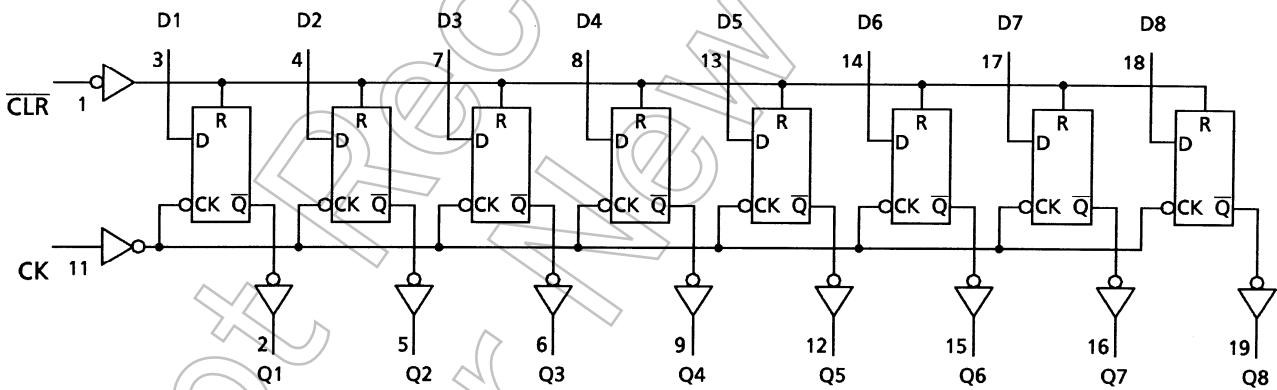 D1 D2 D3 D4 D5 D6 D7 D8
3 4 7 8 13 14 17 18
C̅L̅R̅ 1
R R R R R R R R
D D D D D D D D
CK Q̅ CK Q̅ CK Q̅ CK Q̅ CK Q̅ CK Q̅ CK Q̅ CK Q̅
CK 11
2 5 6 9 12 15 16 19
Q1 Q2 Q3 Q4 Q5 Q6 Q7 Q8